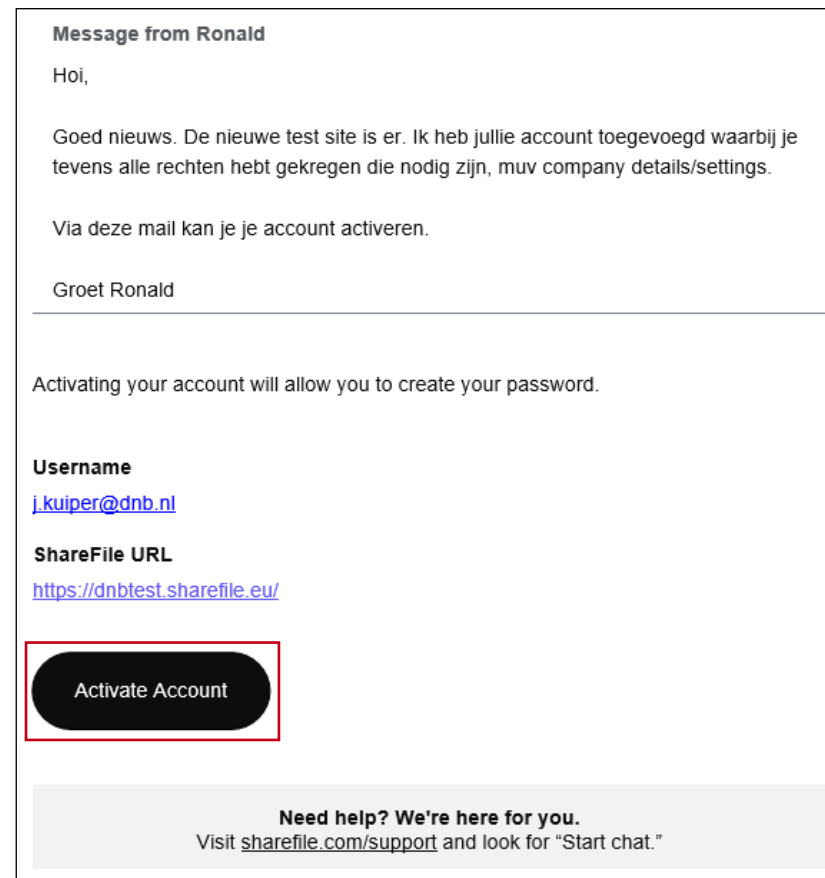 Message from Ronald
Hoi,
Goed nieuws. De nieuwe test site is er. Ik heb jullie account toegevoegd waarbij je
tevens alle rechten hebt gekregen die nodig zijn, muv company details/settings.
Via deze mail kan je je account activeren.
Groet Ronald
Activating your account will allow you to create your password.
Username
j.kuiper@dnb.nl
ShareFile URL
https://dnbtest.sharefile.eu/
Activate Account
Need help? We're here for you.
Visit sharefile.com/support and look for “Start chat.”